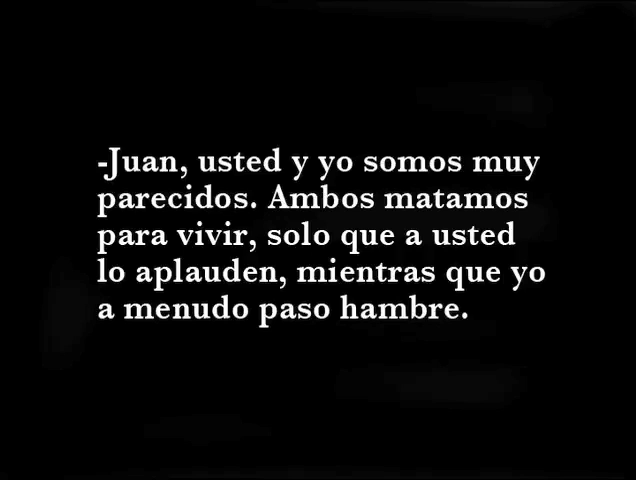 -Juan, usted y yo somos muy
parecidos. Ambos matamos
para vivir, solo que a usted
lo aplauden, mientras que yo
a menudo paso hambre.